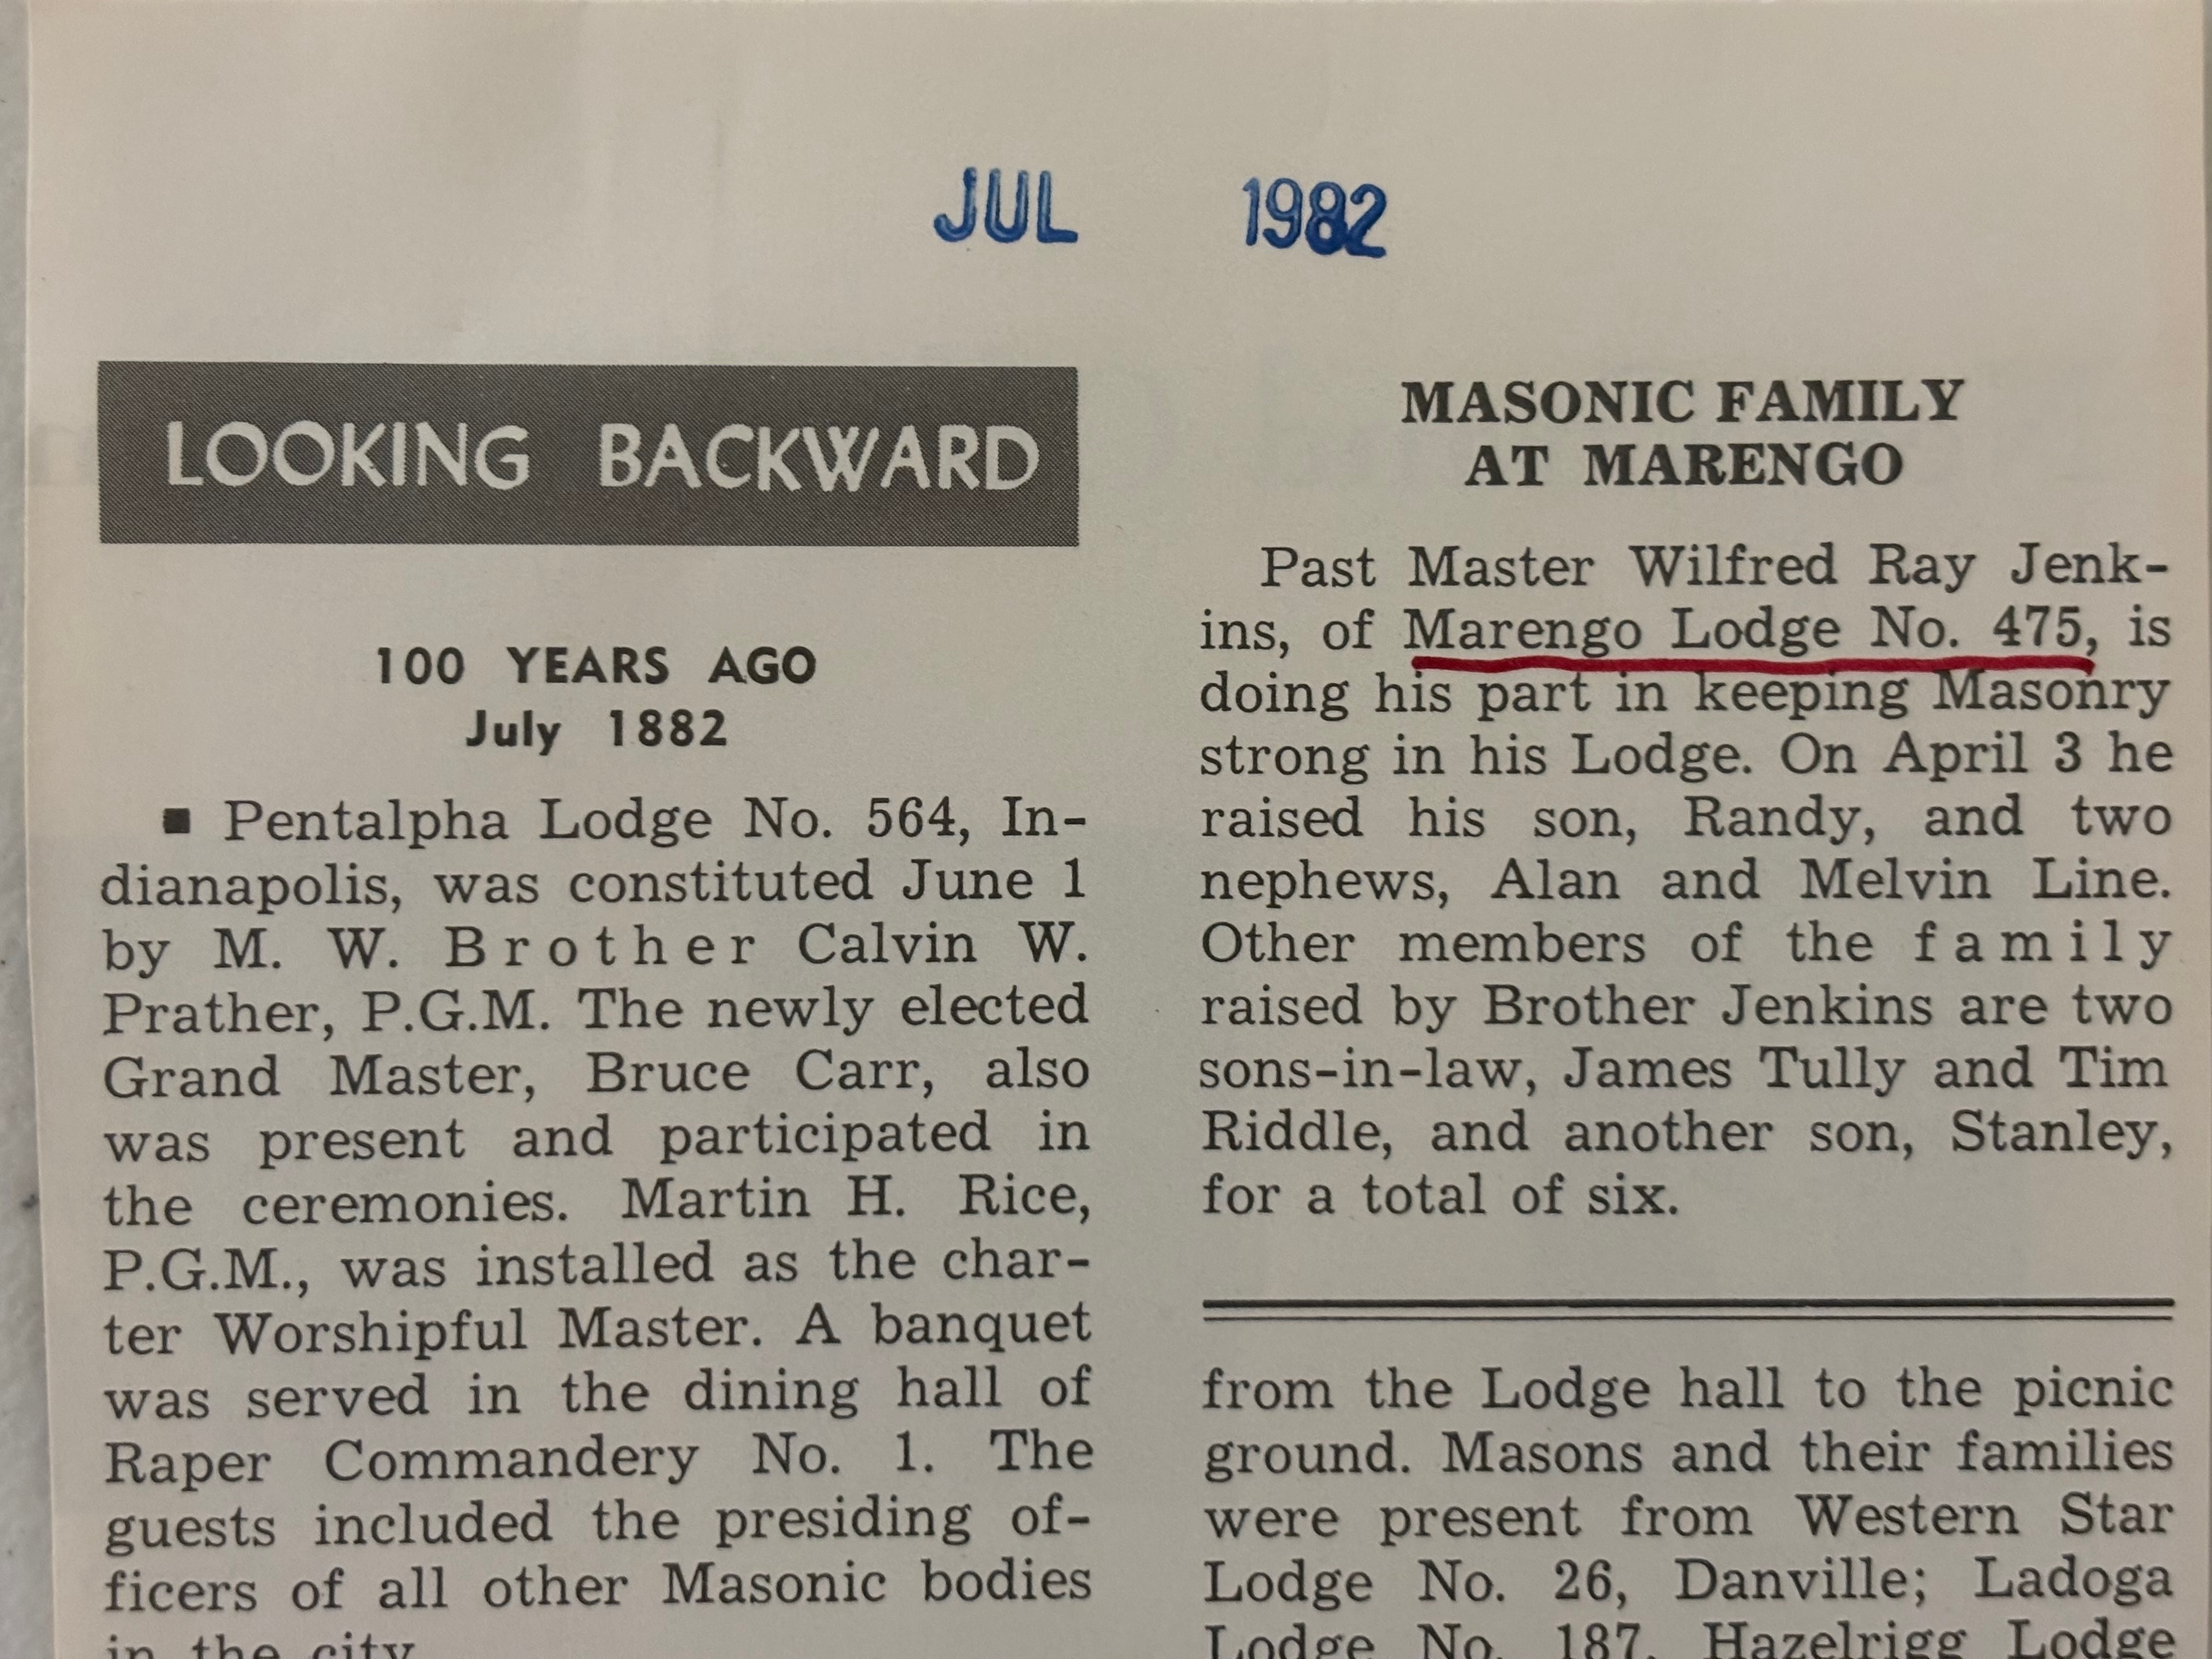 JUL 1982
LOOKING BACKWARD
100 YEARS AGO
July 1882
■ Pentalpha Lodge No. 564, In-
dianapolis, was constituted June 1
by M. W. Brother Calvin W.
Prather, P.G.M. The newly elected
Grand Master, Bruce Carr, also
was present and participated in
the ceremonies. Martin H. Rice,
P.G.M., was installed as the char-
ter Worshipful Master. A banquet
was served in the dining hall of
Raper Commandery No. 1. The
guests included the presiding of-
ficers of all other Masonic bodies
in the city
MASONIC FAMILY
AT MARENGO
Past Master Wilfred Ray Jenk-
ins, of Marengo Lodge No. 475, is
doing his part in keeping Masonry
strong in his Lodge. On April 3 he
raised his son, Randy, and two
nephews, Alan and Melvin Line.
Other members of the family
raised by Brother Jenkins are two
sons-in-law, James Tully and Tim
Riddle, and another son, Stanley,
for a total of six.
from the Lodge hall to the picnic
ground. Masons and their families
were present from Western Star
Lodge No. 26, Danville; Ladoga
Lodge No. 187, Hazelrigg Lodge